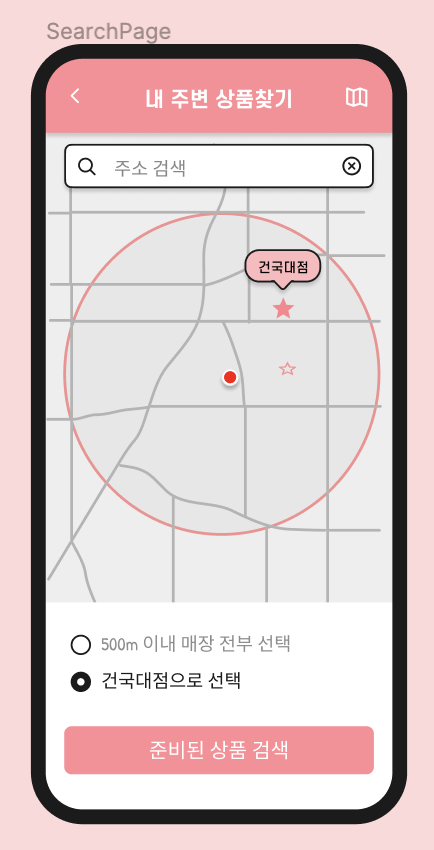 SearchPage
내 주변 상품찾기
주소 검색
건국대점
500m 이내 매장 전부 선택
건국대점으로 선택
준비된 상품 검색